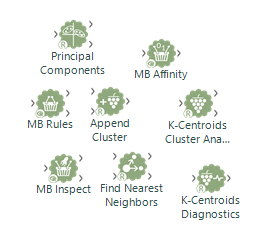 Principal
Components
MB Affinity
MB Rules
Append
Cluster
K-Centroids
Cluster Ana...
MB Inspect
Find Nearest
Neighbors
K-Centroids
Diagnostics